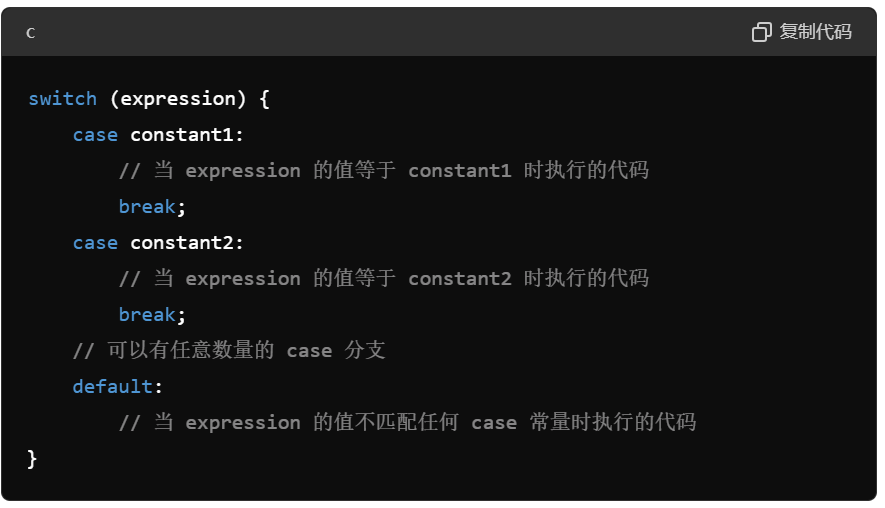 c
复制代码
switch (expression) {
    case constant1:
        // 当 expression 的值等于 constant1 时执行的代码
        break;
    case constant2:
        // 当 expression 的值等于 constant2 时执行的代码
        break;
    // 可以有任意数量的 case 分支
    default:
        // 当 expression 的值不匹配任何 case 常量时执行的代码
}